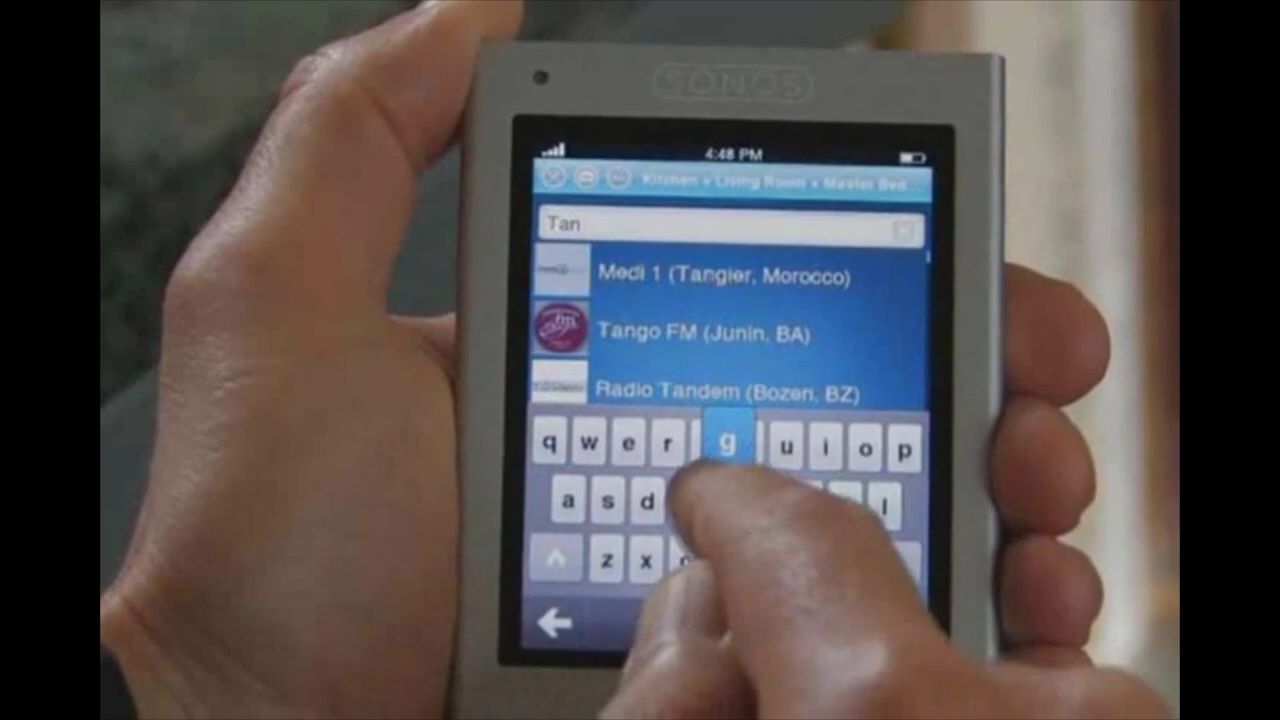 SONOS
4:48 PM
Kitchen + Living Room + Master Bed...
Tan
Medi 1 (Tangier, Morocco)
Tango FM (Junin, BA)
Radio Tandem (Bozen, BZ)
q w e r g u i o p
a s d l
z x c